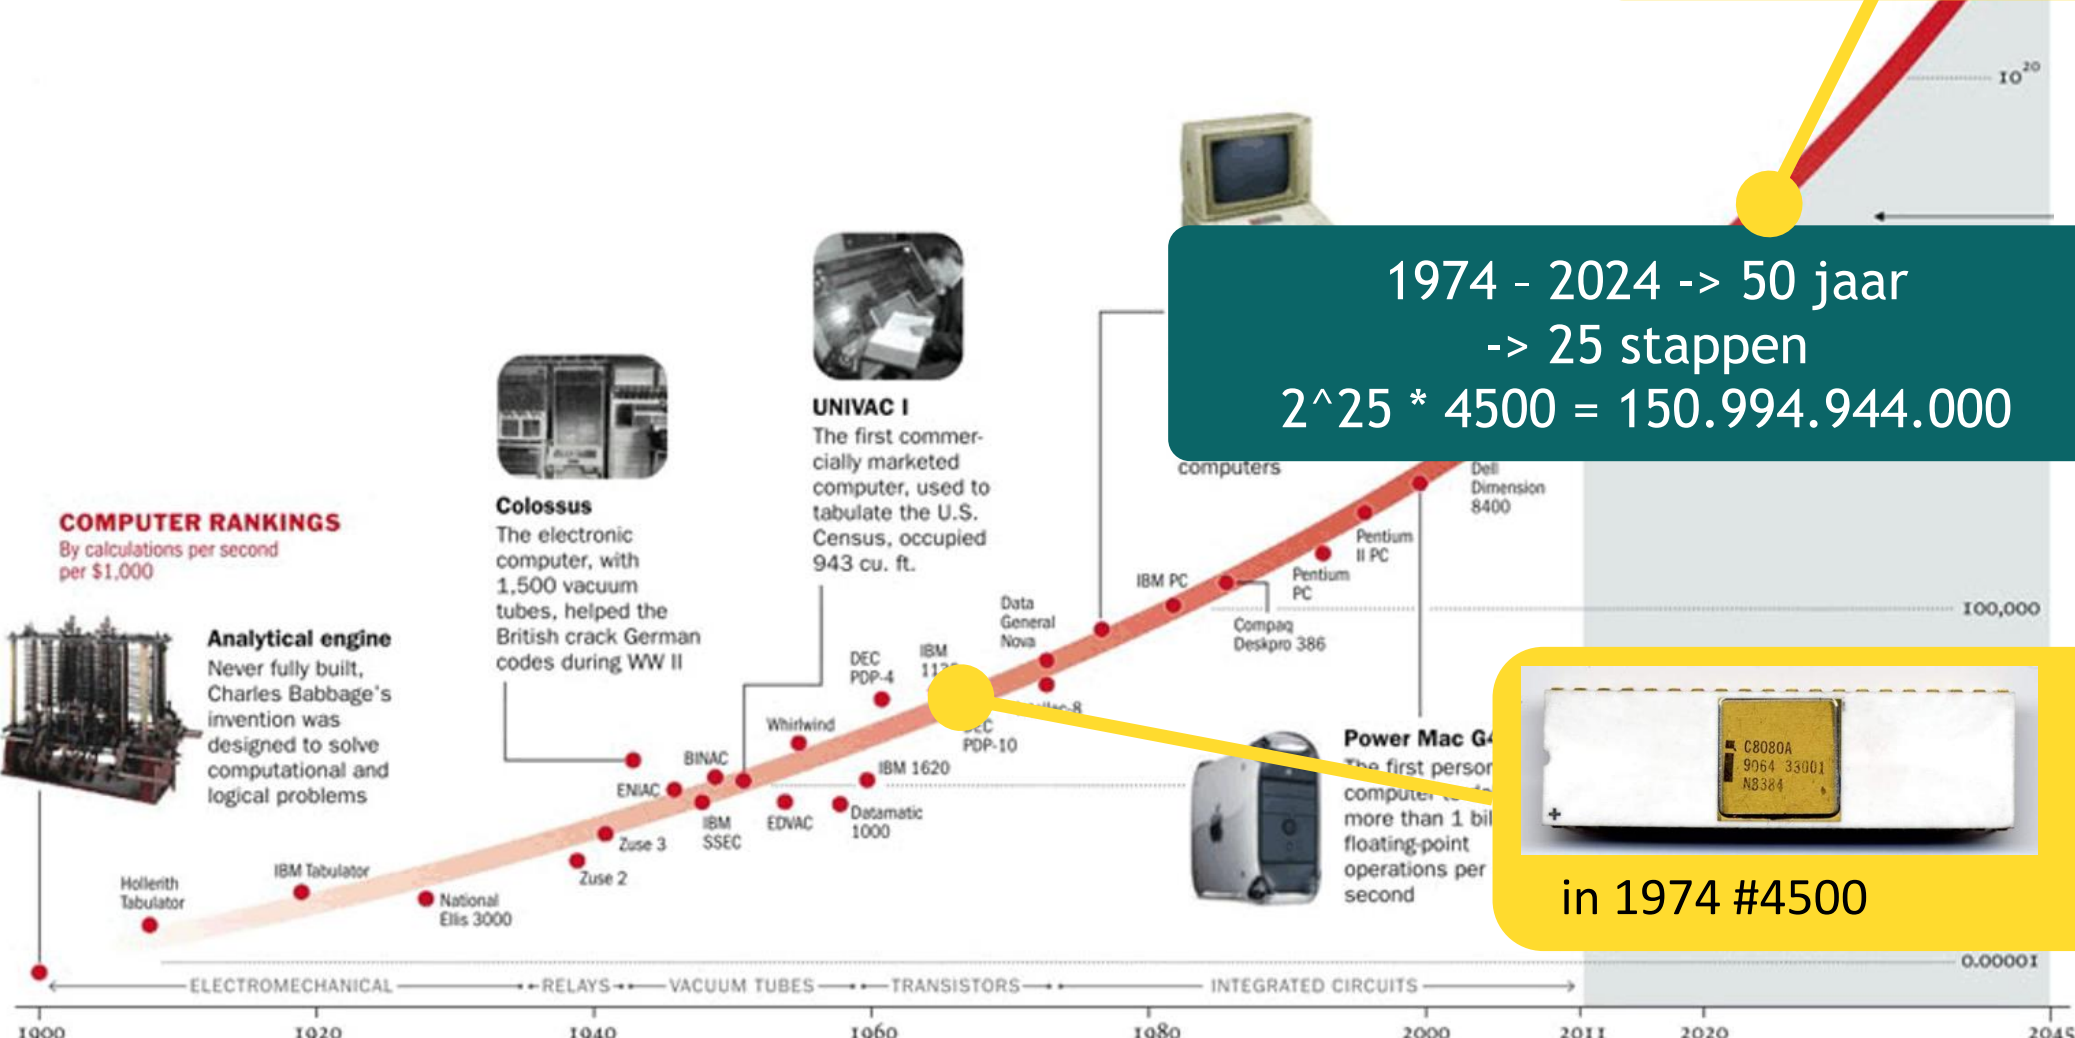 10^20
1974 – 2024 -> 50 jaar
-> 25 stappen
2^25 * 4500 = 150.994.944.000
UNIVAC I
The first commer-
cially marketed
computer, used to
tabulate the U.S.
Census, occupied
943 cu. ft.
computers
Dell
Dimension
8400
Colossus
The electronic
computer, with
1,500 vacuum
tubes, helped the
British crack German
codes during WW II
COMPUTER RANKINGS
By calculations per second
per $1,000
Analytical engine
Never fully built,
Charles Babbage's
invention was
designed to solve
computational and
logical problems
Pentium
II PC
Pentium
PC
IBM PC
Compaq
Deskpro 386
100,000
Data
General
Nova
DEC
PDP-4
IBM
PDP-10
Whirlwind
BINAC
IBM 1620
ENIAC
IBM
SSEC
EDVAC
Datamatic
1000
Zuse 3
Zuse 2
IBM Tabulator
Hollerith
Tabulator
National
Ellis 3000
Power Mac G4
The first person
computer
more than 1 bil
floating-point
operations per
second
C8080A
9064 33001
N8384
+
in 1974 #4500
0.00001
ELECTROMECHANICAL
RELAYS
VACUUM TUBES
TRANSISTORS
INTEGRATED CIRCUITS
1900 1920 1940 1960 1980 2000 2011 2020 2045